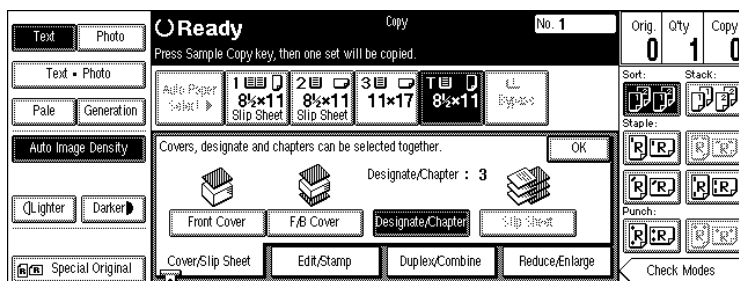 Text
Photo
Text • Photo
Pale
Generation
Auto Image Density
Lighter
Darker
Special Original
Ready
Copy
No. 1
Press Sample Copy key, then one set will be copied.
Orig. Q'ty Copy
0 1 0
Auto Paper
Select ▶
1
8½×11
Slip Sheet
2
8½×11
Slip Sheet
3
11×17
T
8½×11
Bypass
Covers, designate and chapters can be selected together.
OK
Designate/Chapter : 3
Front Cover
F/B Cover
Designate/Chapter
Slip Sheet
Cover/Slip Sheet
Edit/Stamp
Duplex/Combine
Reduce/Enlarge
Sort: Stack:
Staple:
Punch:
Check Modes